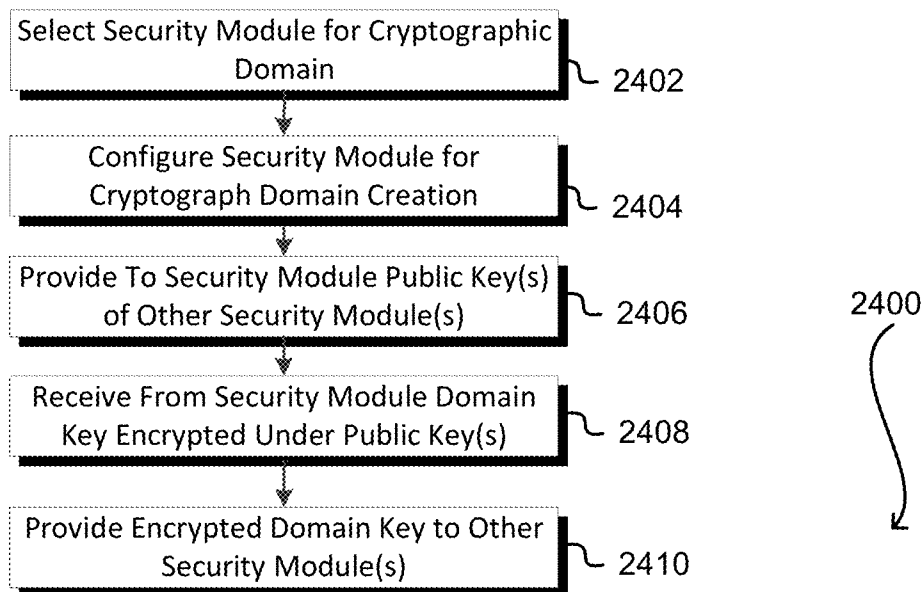 Select Security Module for Cryptographic
Domain
2402
Configure Security Module for
Cryptograph Domain Creation
2404
Provide To Security Module Public Key(s)
of Other Security Module(s)
2406
2400
Receive From Security Module Domain
Key Encrypted Under Public Key(s)
2408
Provide Encrypted Domain Key to Other
Security Module(s)
2410